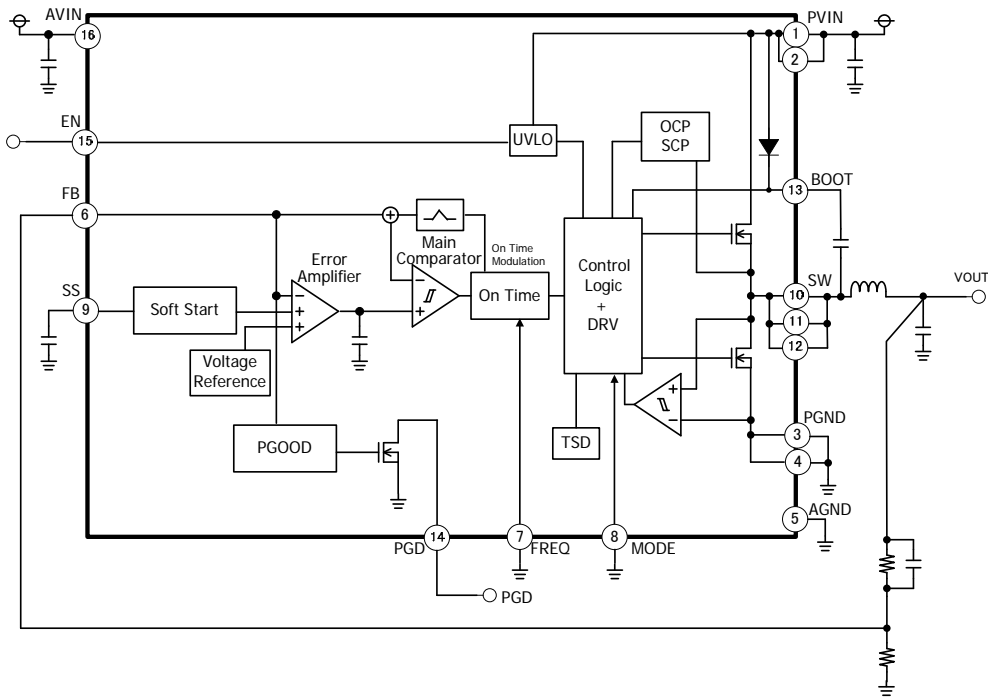 AVIN
16
PVIN
1
2
EN
15
UVLO
OCP
SCP
BOOT
13
FB
6
Main
Comparator
On Time
Modulation
Error
Amplifier
SS
9
Soft Start
Voltage
Reference
On Time
Control
Logic
+
DRV
SW
10
11
12
VOUT
PGOOD
TSD
PGND
3
4
AGND
5
PGD
14
7
FREQ
8
MODE
PGD